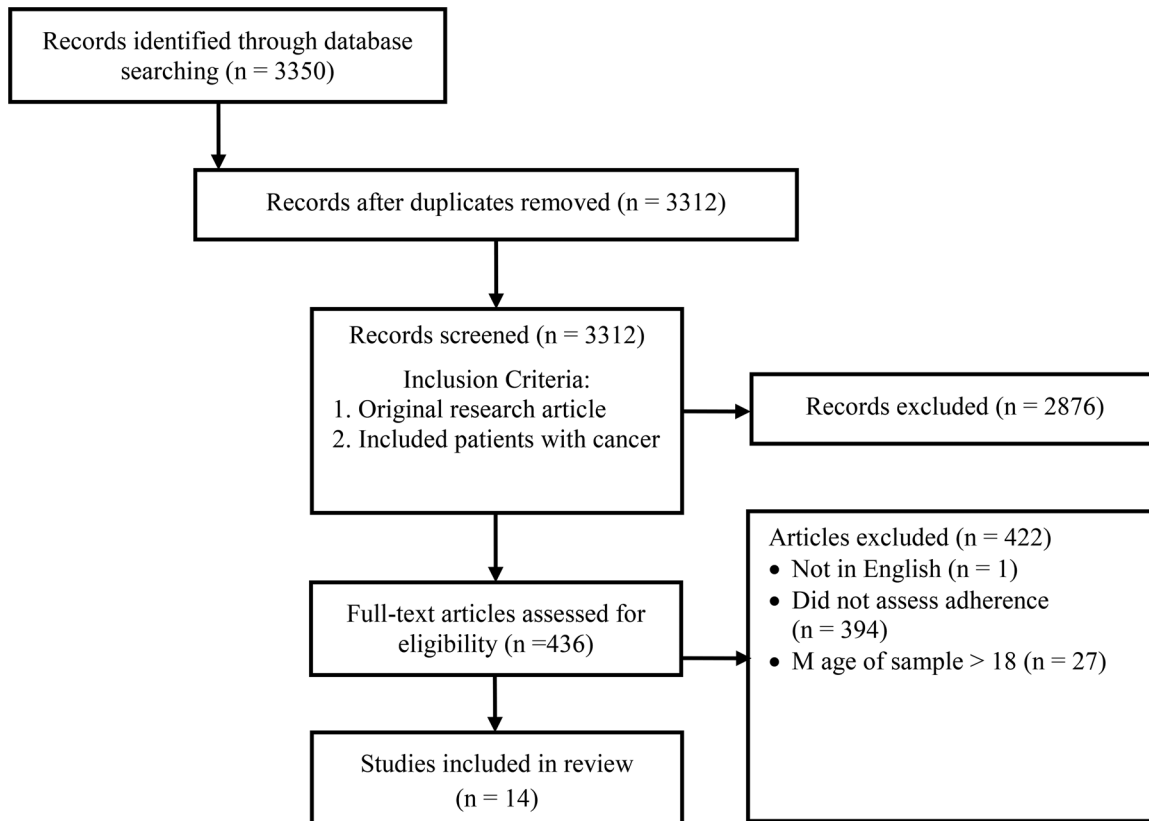 Records identified through database
searching (n = 3350)
Records after duplicates removed (n = 3312)
Records screened (n = 3312)
Inclusion Criteria:
1. Original research article
2. Included patients with cancer
Records excluded (n = 2876)
Full-text articles assessed for
eligibility (n =436)
Articles excluded (n = 422)
• Not in English (n = 1)
• Did not assess adherence
(n = 394)
• M age of sample > 18 (n = 27)
Studies included in review
(n = 14)